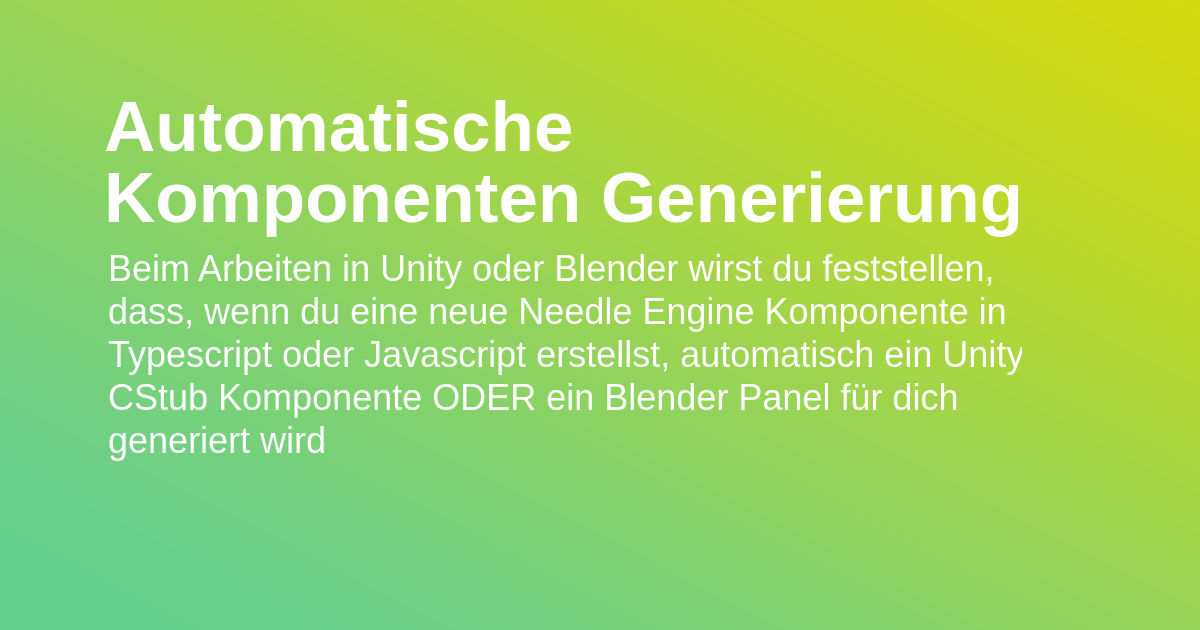 Automatische
Komponenten Generierung
Beim Arbeiten in Unity oder Blender wirst du feststellen,
dass, wenn du eine neue Needle Engine Komponente in
Typescript oder Javascript erstellst, automatisch ein Unity
CStub Komponente ODER ein Blender Panel für dich
generiert wird